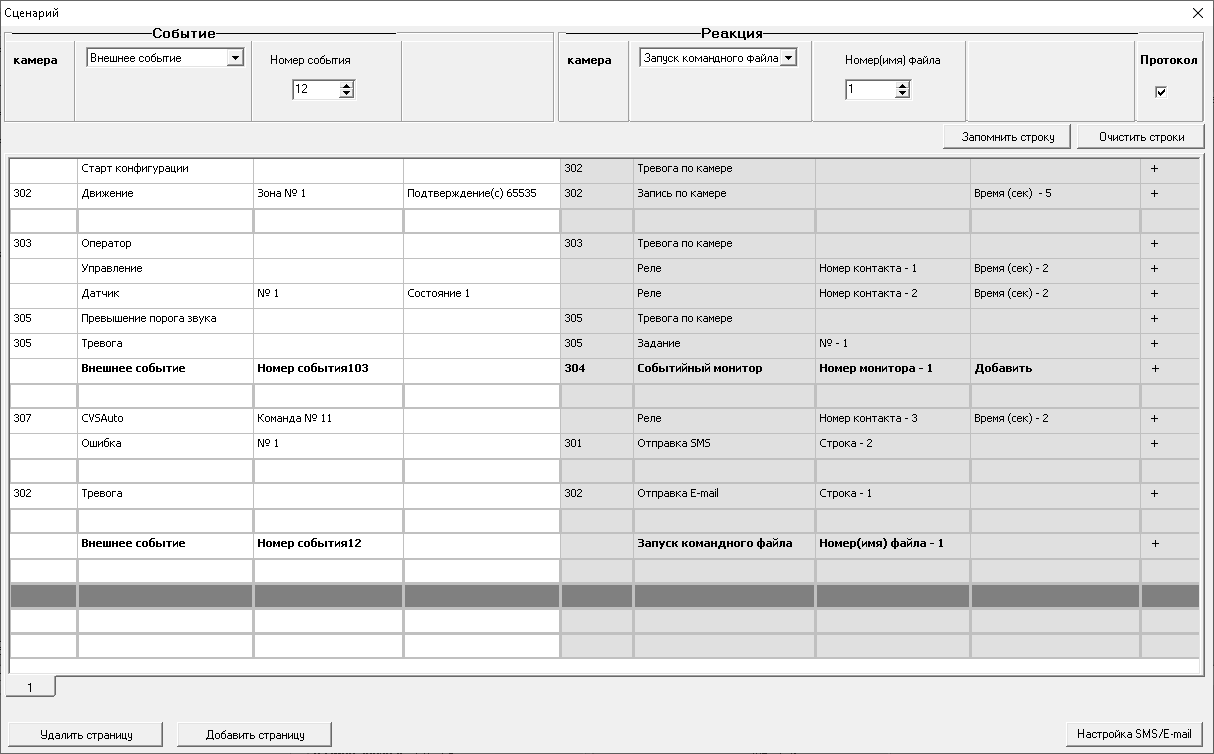 Сценарий
Событие Реакция
камера Внешнее событие Номер события камера Запуск командного файла Номер(имя) файла Протокол
12 1
Запомнить строку Очистить строки
Старт конфигурации 302 Тревога по камере +
302 Движение Зона № 1 Подтверждение(с) 65535 302 Запись по камере Время (сек) - 5 +
303 Оператор 303 Тревога по камере +
Управление Реле Номер контакта - 1 Время (сек) - 2 +
Датчик № 1 Состояние 1 Реле Номер контакта - 2 Время (сек) - 2 +
305 Превышение порога звука 305 Тревога по камере +
305 Тревога 305 Задание № - 1 +
Внешнее событие Номер события103 304 Событийный монитор Номер монитора - 1 Добавить +
307 CVSAuto Команда № 11 Реле Номер контакта - 3 Время (сек) - 2 +
Ошибка № 1 301 Отправка SMS Строка - 2 +
302 Тревога 302 Отправка E-mail Строка - 1 +
Внешнее событие Номер события12 Запуск командного файла Номер(имя) файла - 1 +
1
Удалить страницу Добавить страницу Настройка SMS/E-mail